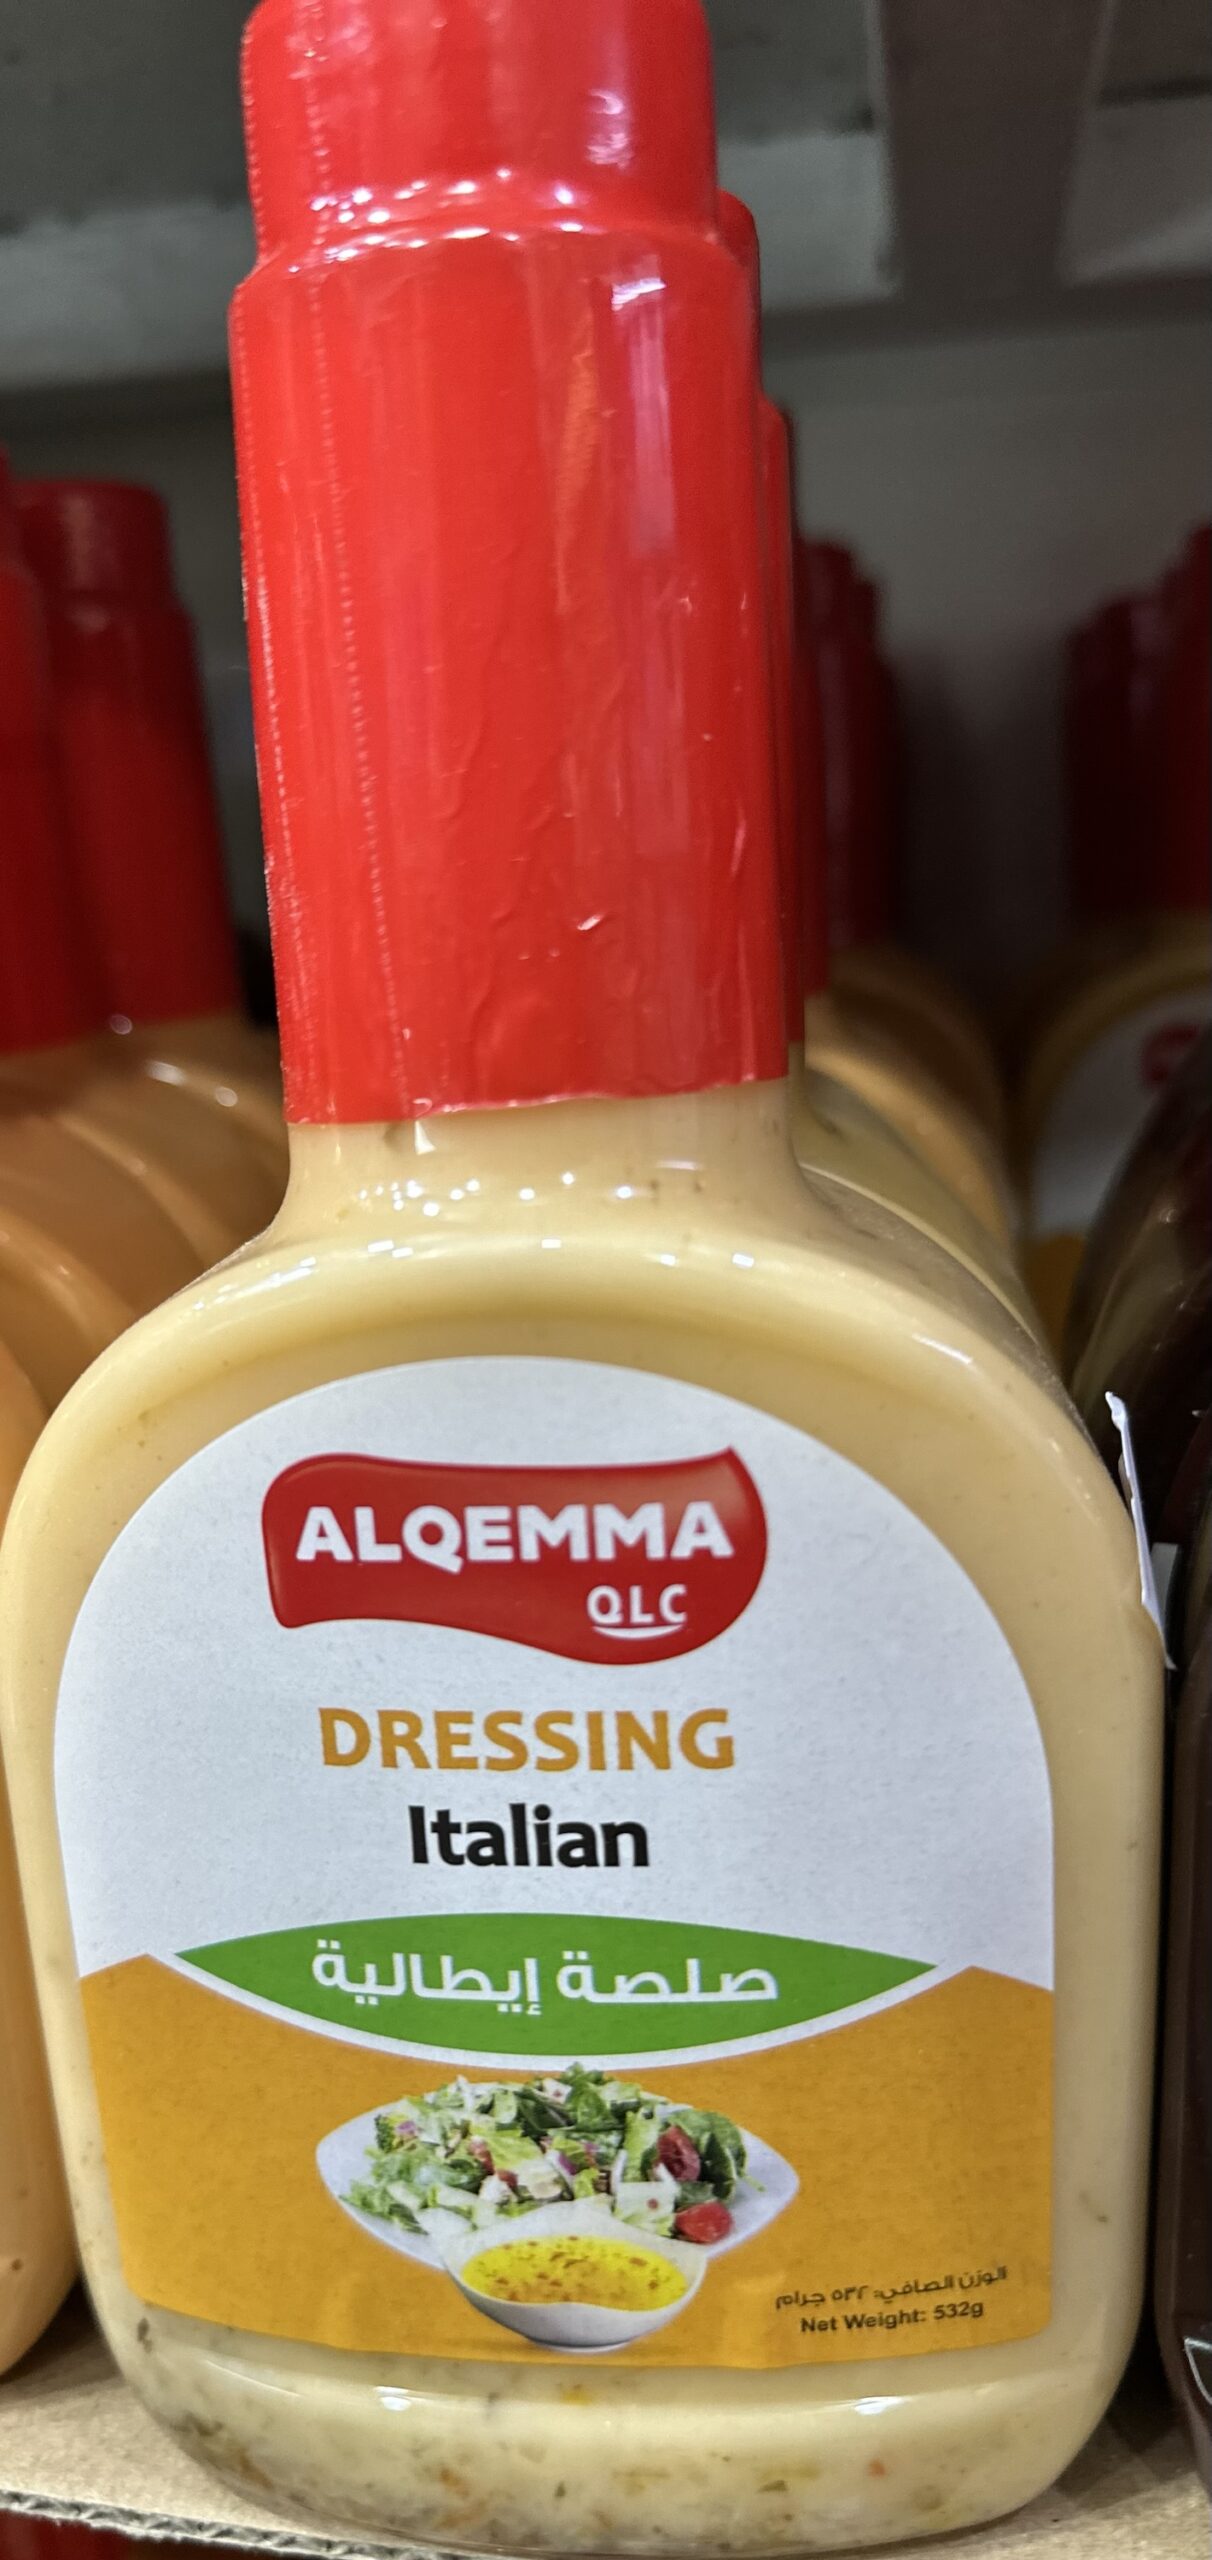 ALQEMMA
QLC
DRESSING
Italian
صلصة إيطالية
الوزن الصافي: ٥٣٢ جرام
Net Weight: 532g